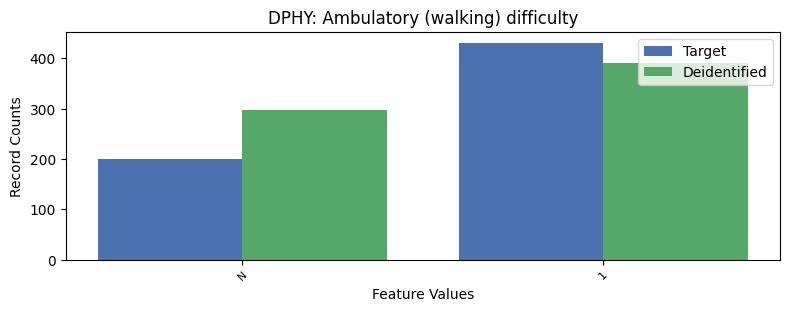 DPHY: Ambulatory (walking) difficulty
Target
Deidentified
Record Counts
400
300
200
100
0
N
1
Feature Values